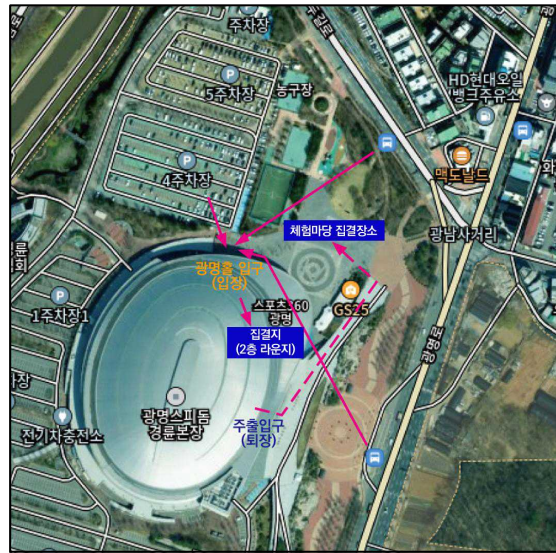 주차장
5주차장
농구장
HD현대오일
뱅크주유소
맥도날드
4주차장
체험마당 집결장소
광남사거리
광명홀 입구
(입장)
1주차장1
스포츠360
광명
GS25
집결지
(2층 라운지)
광명로
광명스피돔
경륜본장
주출입구
(퇴장)
전기차충전소